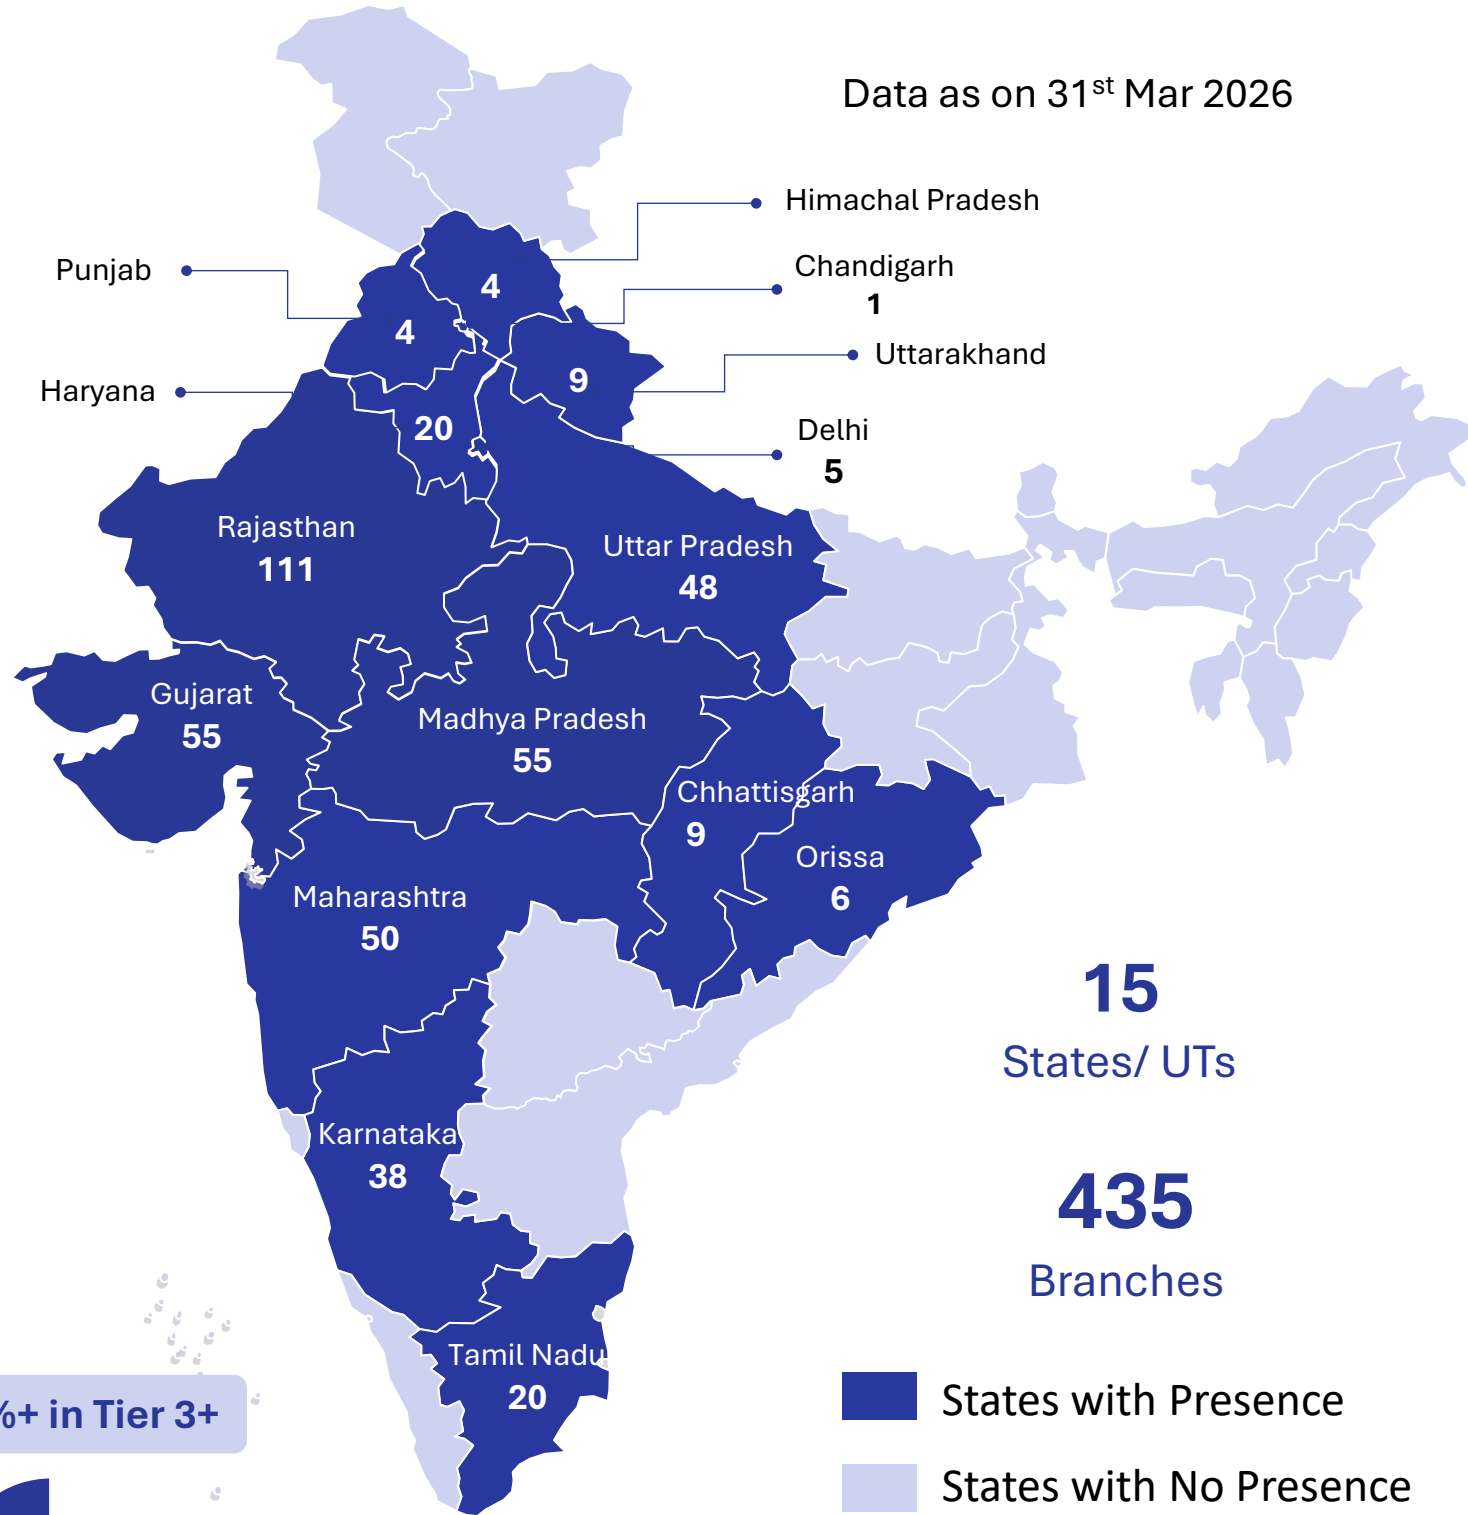 Data as on 31st Mar 2026
Himachal Pradesh
4
Punjab
4
Chandigarh
1
Uttarakhand
9
Haryana
20
Delhi
5
Rajasthan
111
Uttar Pradesh
48
Gujarat
55
Madhya Pradesh
55
Chhattisgarh
9
Orissa
6
Maharashtra
50
15
States/ UTs
Karnataka
38
435
Branches
Tamil Nadu
20
%+ in Tier 3+
States with Presence
States with No Presence